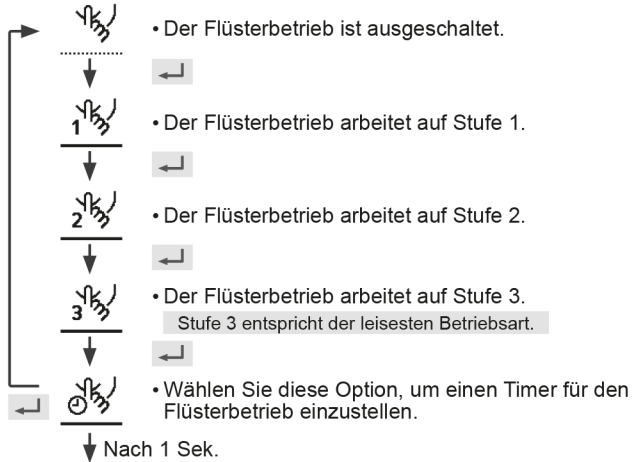 • Der Flüsterbetrieb ist ausgeschaltet.
1
• Der Flüsterbetrieb arbeitet auf Stufe 1.
2
• Der Flüsterbetrieb arbeitet auf Stufe 2.
3
• Der Flüsterbetrieb arbeitet auf Stufe 3.
Stufe 3 entspricht der leisesten Betriebsart.
• Wählen Sie diese Option, um einen Timer für den
Flüsterbetrieb einzustellen.
Nach 1 Sek.